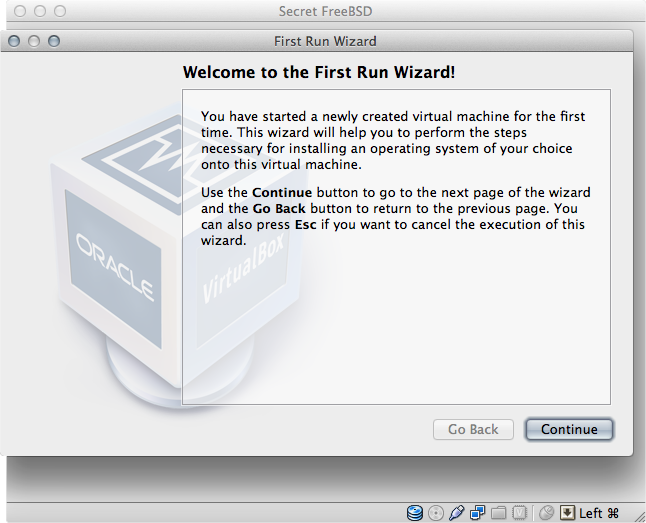 Secret FreeBSD
First Run Wizard
Welcome to the First Run Wizard!
You have started a newly created virtual machine for the first
time. This wizard will help you to perform the steps
necessary for installing an operating system of your choice
onto this virtual machine.
Use the Continue button to go to the next page of the wizard
and the Go Back button to return to the previous page. You
can also press Esc if you want to cancel the execution of this
wizard.
ORACLE
VirtualBox
Go Back
Continue
Left ⌘